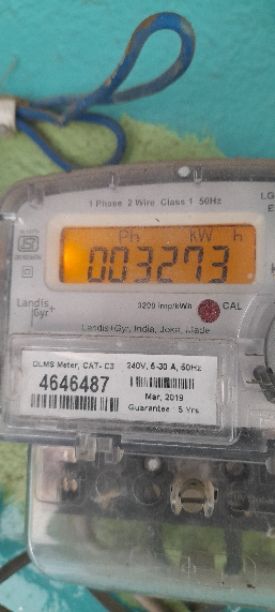 1 Phase 2 Wire Class 1 50Hz
Ph KW h
003273
Landis
Gyr+
3200 imp/kWh CAL
Landis+Gyr, India, Joka, Made
DLMS Meter, CAT- C3 240V, 5-30 A, 50Hz
4646487
Mar, 2019
Guarantee 5 Yrs